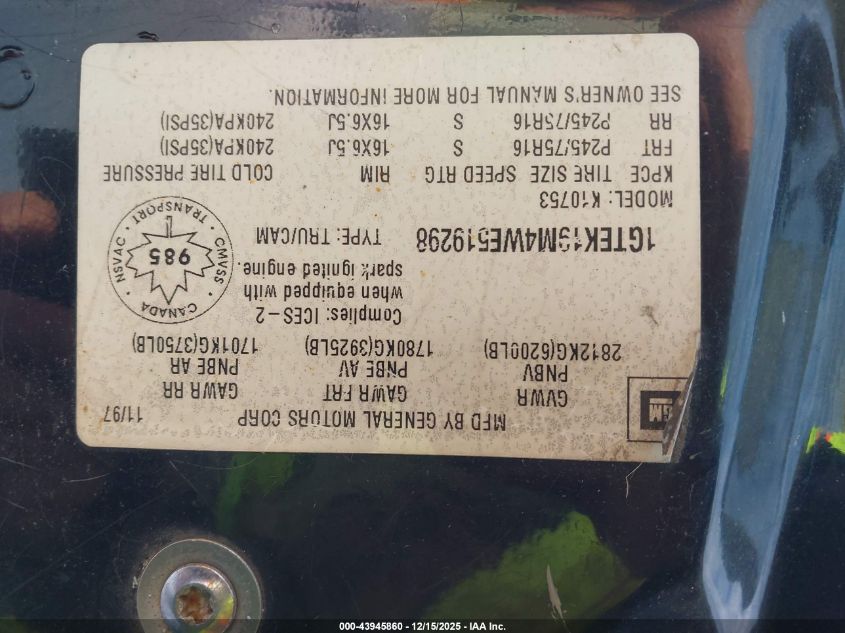 MFD BY GENERAL MOTORS CORP 11/97
GM
GVWR GAWR FRT GAWR RR
PNBV PNBE AV PNBE AR
2812KG(6200LB) 1780KG(3925LB) 1701KG(3750LB)
Complies: ICES-2
when equipped with
spark ignited engine.
CANADA • NSVAC • TRANSPORT • CMVSS •
985
1GTEK19M4WE519298 TYPE: TRU/CAM
MODEL: K10753
KPCE TIRE SIZE SPEED RTG RIM COLD TIRE PRESSURE
FRT P245/75R16 S 16X6.5J 240KPA(35PSI)
RR P245/75R16 S 16X6.5J 240KPA(35PSI)
SEE OWNER'S MANUAL FOR MORE INFORMATION.
000-43945860 - 12/15/2025 - IAA Inc.